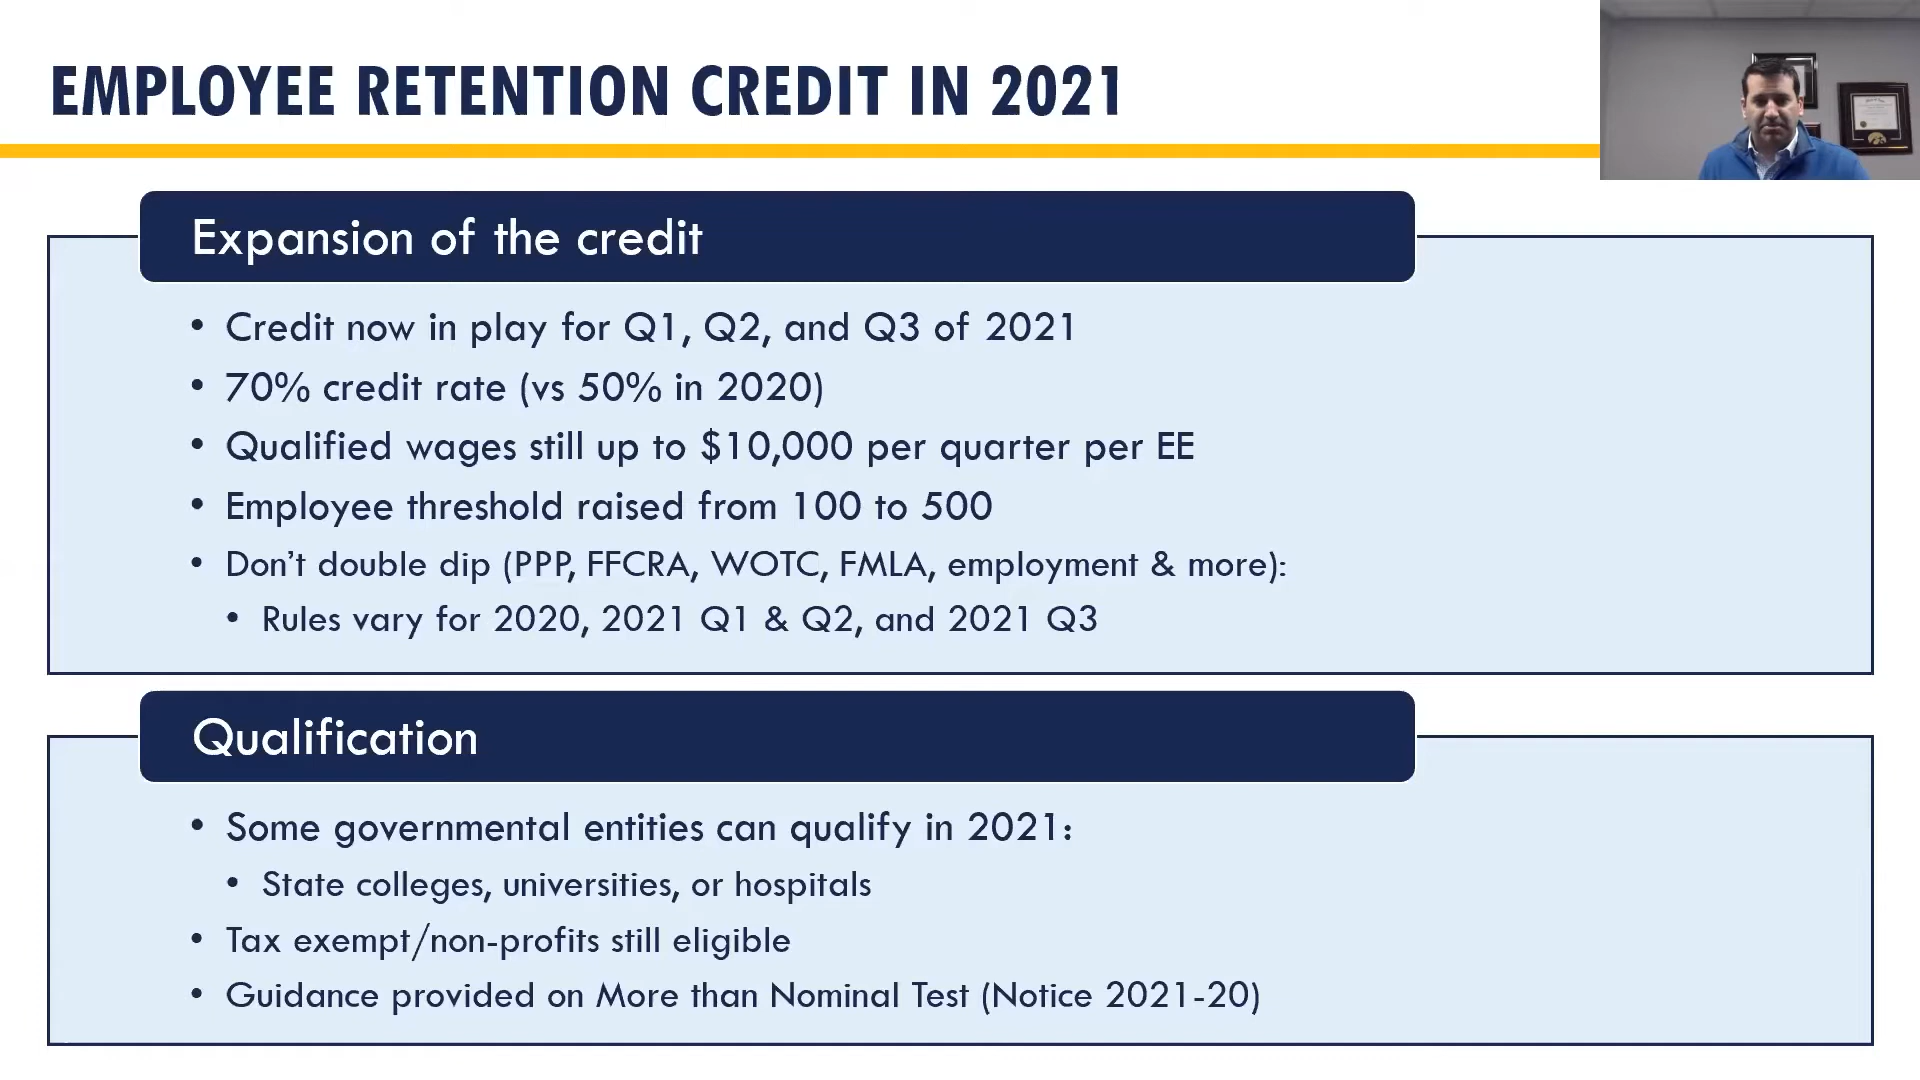 EMPLOYEE RETENTION CREDIT IN 2021
Expansion of the credit
• Credit now in play for Q1, Q2, and Q3 of 2021
• 70% credit rate (vs 50% in 2020)
• Qualified wages still up to $10,000 per quarter per EE
• Employee threshold raised from 100 to 500
• Don't double dip (PPP, FFCRA, WOTC, FMLA, employment & more):
• Rules vary for 2020, 2021 Q1 & Q2, and 2021 Q3
Qualification
• Some governmental entities can qualify in 2021:
• State colleges, universities, or hospitals
• Tax exempt/non-profits still eligible
• Guidance provided on More than Nominal Test (Notice 2021-20)